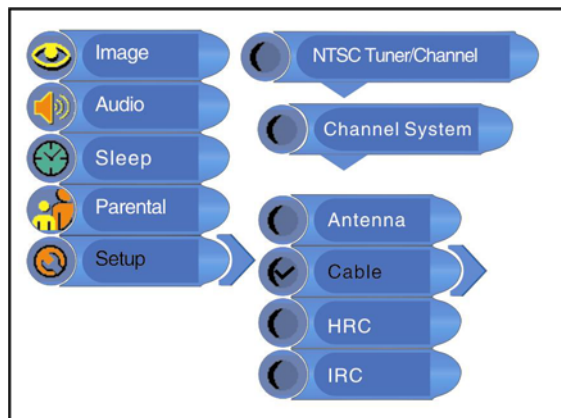 Image
Audio
Sleep
Parental
Setup
NTSC Tuner/Channel
Channel System
Antenna
Cable
HRC
IRC